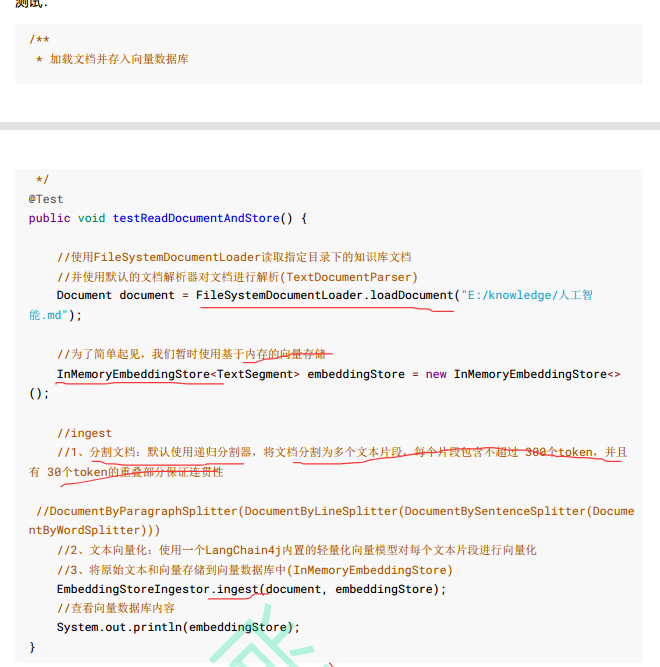 测试：
/**
* 加载文档并存入向量数据库
*/
@Test
public void testReadDocumentAndStore() {
//使用FileSystemDocumentLoader读取指定目录下的知识库文档
//并使用默认的文档解析器对文档进行解析(TextDocumentParser)
Document document = FileSystemDocumentLoader.loadDocument("E:/knowledge/人工智
能.md");
//为了简单起见，我们暂时使用基于内存的向量存储
InMemoryEmbeddingStore<TextSegment> embeddingStore = new InMemoryEmbeddingStore<>
();
//ingest
//1、分割文档：默认使用递归分割器，将文档分割为多个文本片段，每个片段包含不超过 300个token，并且
有 30个token的重叠部分保证连贯性
//DocumentByParagraphSplitter(DocumentByLineSplitter(DocumentBySentenceSplitter(Docume
ntByWordSplitter)))
//2、文本向量化：使用一个LangChain4j内置的轻量化向量模型对每个文本片段进行向量化
//3、将原始文本和向量存储到向量数据库中(InMemoryEmbeddingStore)
EmbeddingStoreIngestor.ingest(document, embeddingStore);
//查看向量数据库内容
System.out.println(embeddingStore);
}